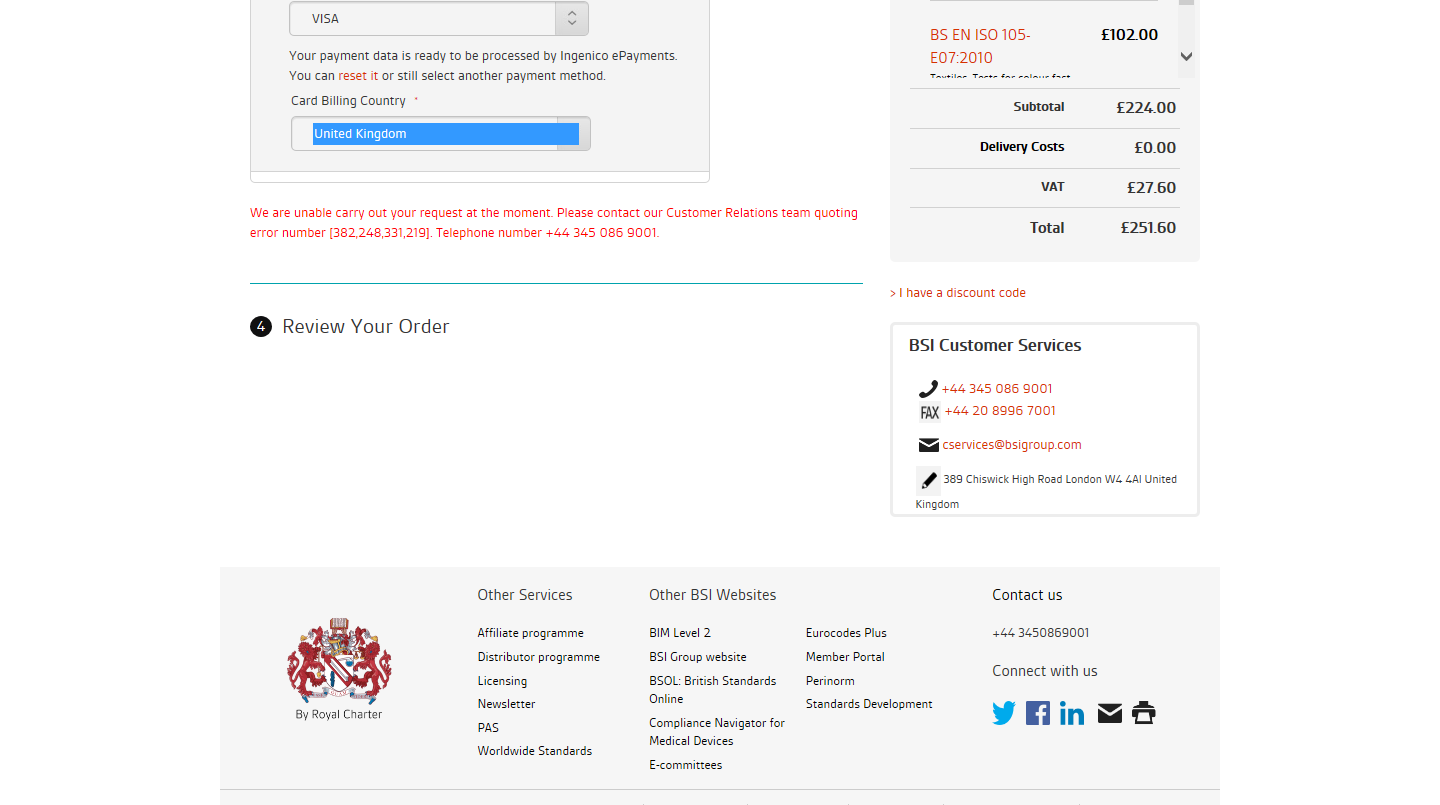 VISA
Your payment data is ready to be processed by Ingenico ePayments.
You can reset it or still select another payment method.
Card Billing Country *
United Kingdom
We are unable carry out your request at the moment. Please contact our Customer Relations team quoting
error number [382,248,331,219]. Telephone number +44 345 086 9001.
4 Review Your Order
BS EN ISO 105- £102.00
E07:2010
Textiles. Tests for colour fast
Subtotal £224.00
Delivery Costs £0.00
VAT £27.60
Total £251.60
> I have a discount code
BSI Customer Services
+44 345 086 9001
FAX +44 20 8996 7001
cservices@bsigroup.com
389 Chiswick High Road London W4 4AI United
Kingdom
By Royal Charter
Other Services
Affiliate programme
Distributor programme
Licensing
Newsletter
PAS
Worldwide Standards
Other BSI Websites
BIM Level 2
BSI Group website
BSOL: British Standards
Online
Compliance Navigator for
Medical Devices
E-committees
Eurocodes Plus
Member Portal
Perinorm
Standards Development
Contact us
+44 3450869001
Connect with us